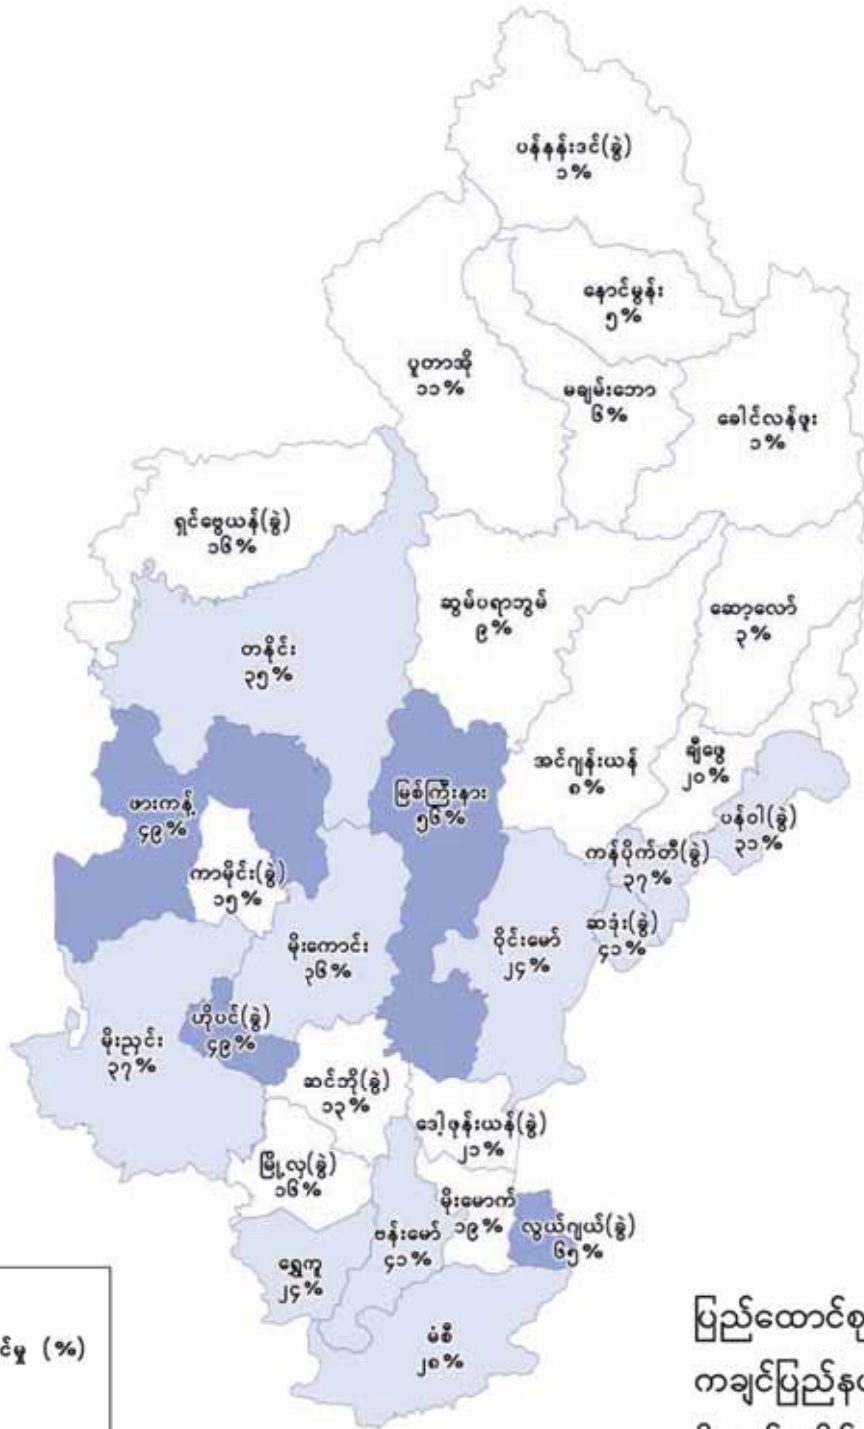 ပန်နန်းဒင်(ခွဲ)
၁%
နောင်မွန်း
၅%
ပူတာအို
၁၁%
မချမ်းဘော
၆%
ခေါင်လန်ဖူး
၁%
ရှင်ဗွေယန်(ခွဲ)
၁၆%
ဆွမ်ပရာဘွမ်
၉%
ဆော့လော်
၃%
တနိုင်း
၃၅%
အင်ဂျန်းယန်
၈%
ချီဖွေ
၂၀%
မြစ်ကြီးနား
၅၆%
ဖားကန့်
၄၉%
ပန်ဝါ(ခွဲ)
၃၁%
ကန်ပိုက်တီ(ခွဲ)
၃၇%
ကာမိုင်း(ခွဲ)
၁၅%
ဆဒုံး(ခွဲ)
၄၁%
မိုးကောင်း
၃၆%
ဝိုင်းမော်
၂၄%
ဟိုပင်(ခွဲ)
၄၉%
မိုးညှင်း
၃၇%
ဆင်ဘို(ခွဲ)
၁၃%
ဒေါ့ဖုန်းယန်(ခွဲ)
၂၁%
မြို့လှ(ခွဲ)
၁၆%
မိုးမောက်
၁၉%
လွယ်ဂျယ်(ခွဲ)
၆၅%
ဗန်းမော်
၄၁%
ရွှေကူ
၂၄%
မံစီ
၂၈%
(%)
ပြည်ထောင်စု
ကချင်ပြည်နယ်